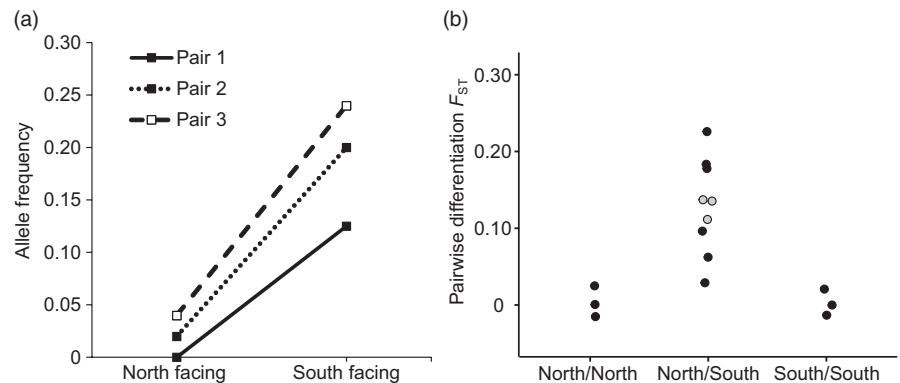 (a)
0.30
0.25
0.20
0.15
0.10
0.05
0
Allele frequency
Pair 1
Pair 2
Pair 3
North facing South facing
(b)
0.30
0.20
0.10
0
Pairwise differentiation FST
North/North North/South South/South